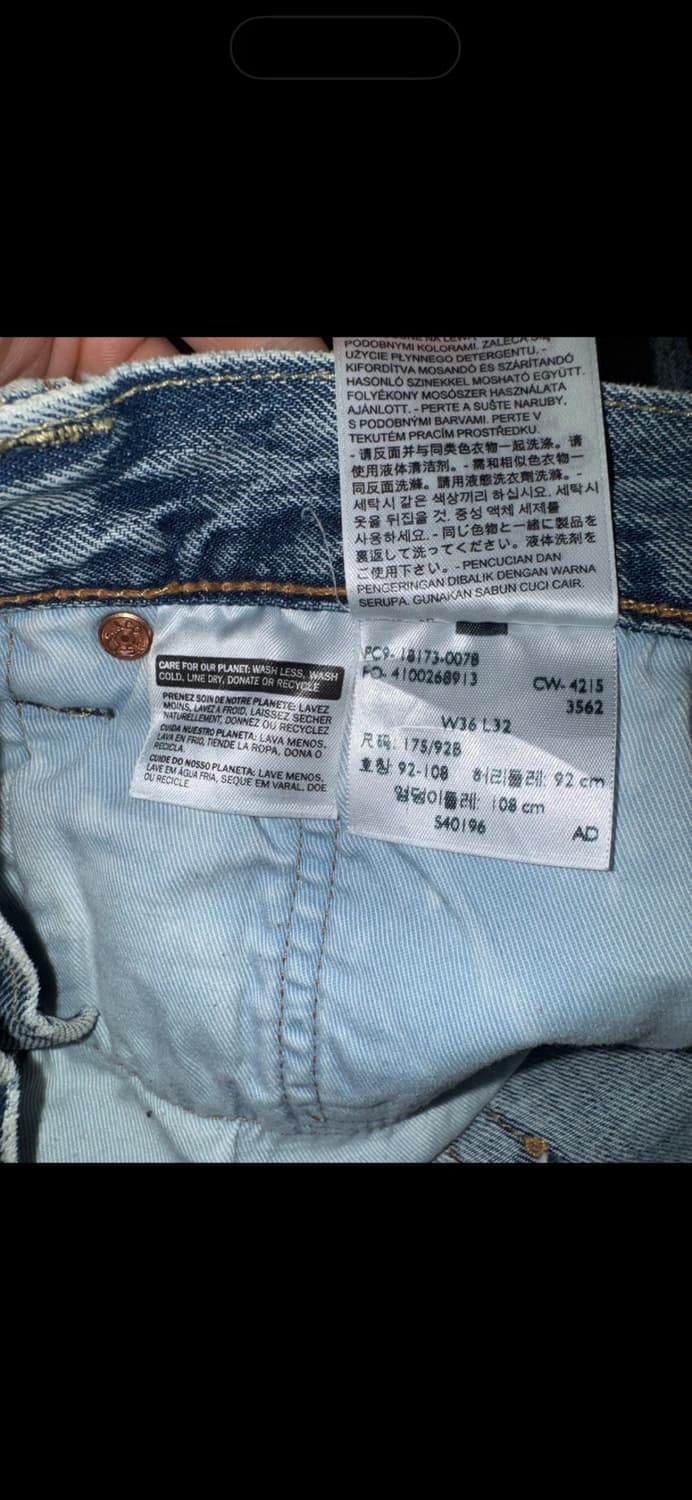 PODOBNYMI KOLORAMI. ZALECA SIĘ
UŻYCIE PŁYNNEGO DETERGENTU. -
KIFORDÍTVA MOSANDÓ ÉS SZÁRÍTANDÓ
HASONLÓ SZINEKKEL MOSHATÓ EGYÜTT.
FOLYÉKONY MOSÓSZER HASZNÁLATA
AJÁNLOTT. - PERTE A SUŠTE NARUBY,
S PODOBNÝMI BARVAMI. PERTE V
TEKUTÉM PRACÍM PROSTŘEDKU.
- 请反面并与同类色衣物一起洗涤。请
使用液体清洁剂。- 需和相似色衣物一
同反面洗滌。請用液態洗衣劑洗滌。-
세탁시 같은 색상끼리 하십시요. 세탁시
옷을 뒤집을 것. 중성 액체 세제를
사용하세요. - 同じ色物と一緒に製品を
裏返して洗ってください。液体洗剤を
ご使用下さい。- PENCUCIAN DAN
PENGERINGAN DIBALIK DENGAN WARNA
SERUPA. GUNAKAN SABUN CUCI CAIR.
CARE FOR OUR PLANET: WASH LESS, WASH
COLD, LINE DRY, DONATE OR RECYCLE
PRENEZ SOIN DE NOTRE PLANETE: LAVEZ
MOINS, LAVEZ A FROID, LAISSEZ SECHER
NATURELLEMENT, DONNEZ OU RECYCLEZ
CUIDA NUESTRO PLANETA: LAVA MENOS,
LAVA EN FRIO, TIENDE LA ROPA, DONA O
RECICLA.
CUIDE DO NOSSO PLANETA: LAVE MENOS,
LAVE EM ÁGUA FRIA, SEQUE EM VARAL, DOE
OU RECICLE
PC9- 18173-0078
PO- 4100268913
CW- 4215
3562
W36 L32
尺码: 175/92B
호칭 92-108 허리둘레: 92 cm
엉덩이둘레: 108 cm
540196 AD